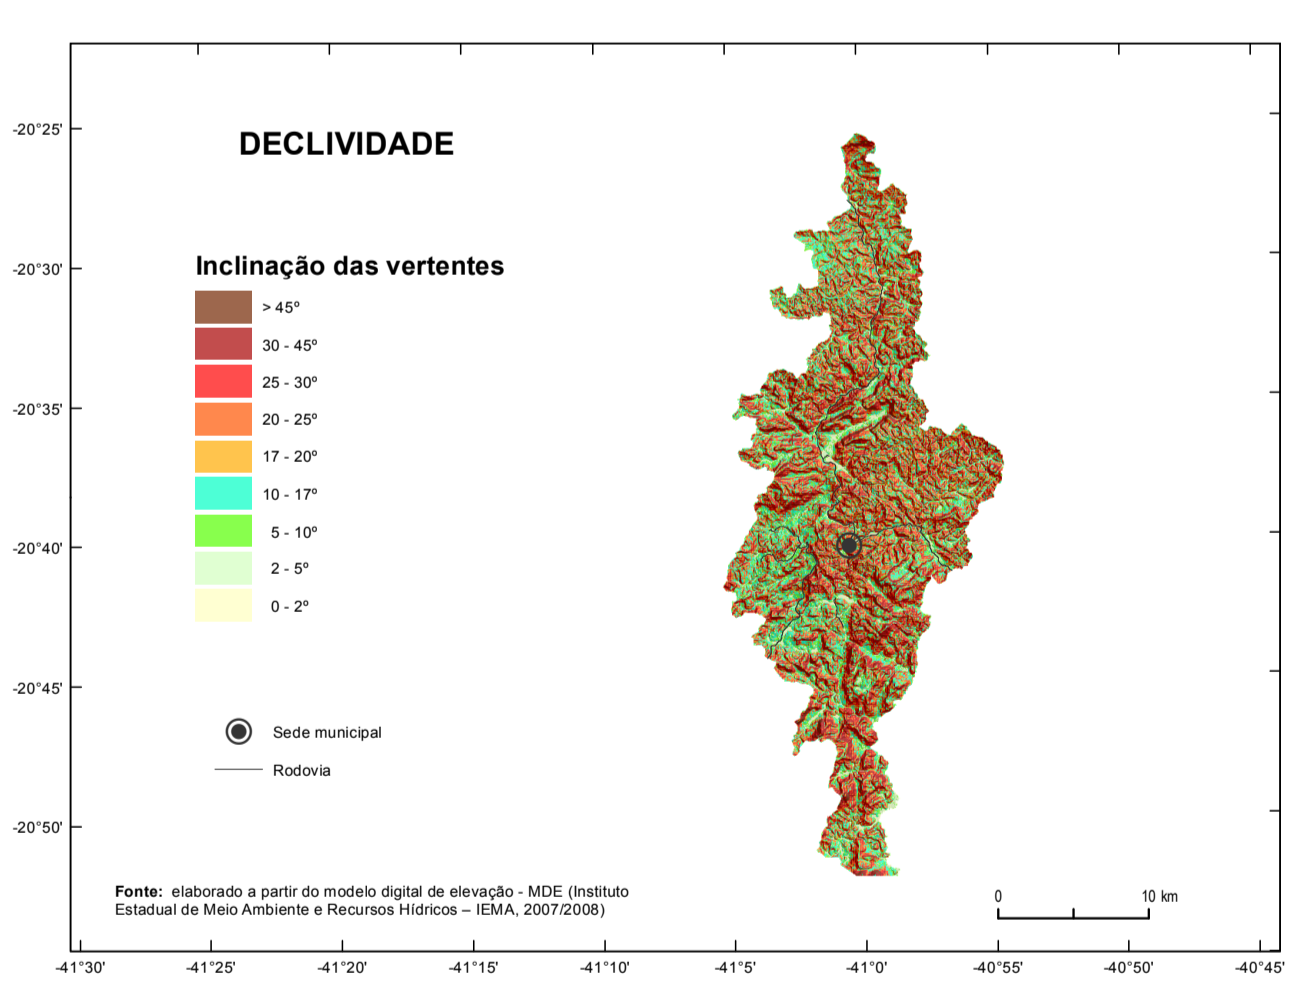 DECLIVIDADE
Inclinação das vertentes
> 45º
30 - 45º
25 - 30º
20 - 25º
17 - 20º
10 - 17º
5 - 10º
2 - 5º
0 - 2º
Sede municipal
Rodovia
Fonte: elaborado a partir do modelo digital de elevação - MDE (Instituto
Estadual de Meio Ambiente e Recursos Hídricos – IEMA, 2007/2008)
0 10 km
-20°25'
-20°30'
-20°35'
-20°40'
-20°45'
-20°50'
-41°30' -41°25' -41°20' -41°15' -41°10' -41°5' -41°0' -40°55' -40°50' -40°45'